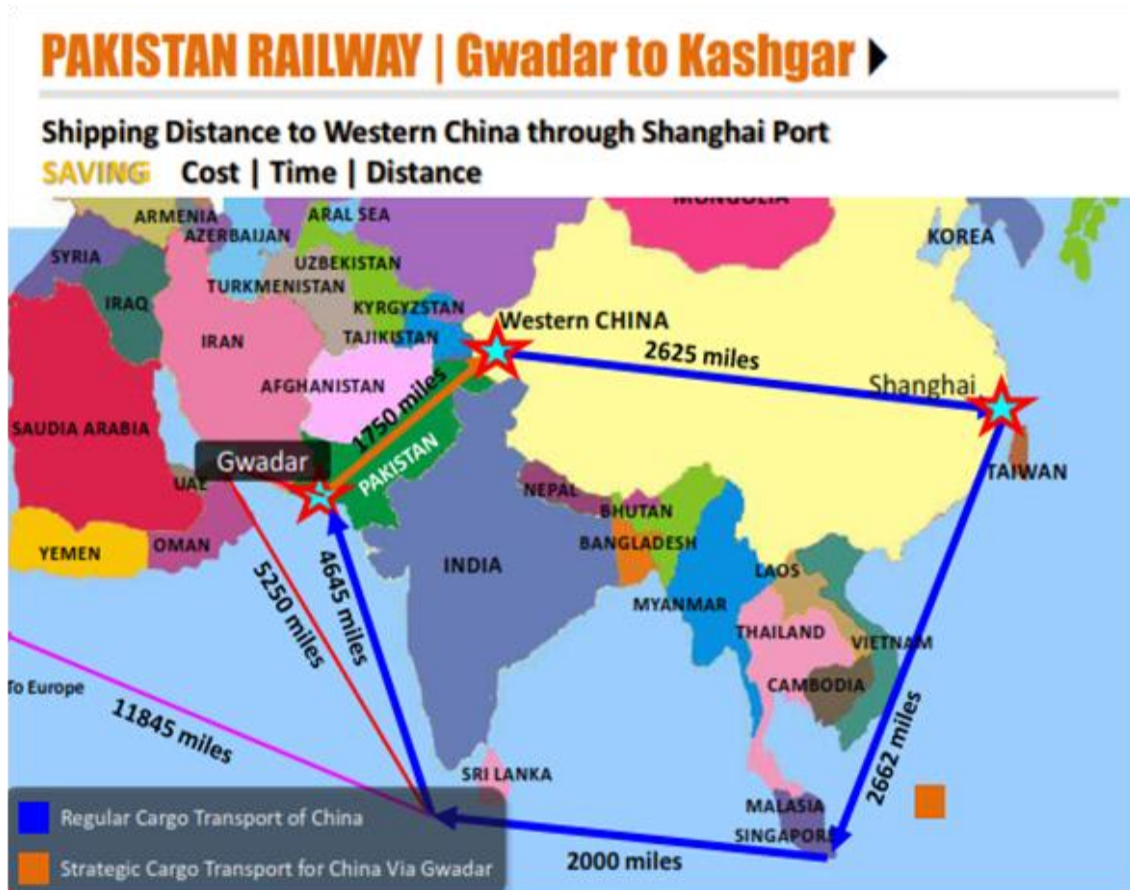 PAKISTAN RAILWAY | Gwadar to Kashgar
Shipping Distance to Western China through Shanghai Port
SAVING Cost | Time | Distance
MONGOLIA
ARMENIA
ARAL SEA
AZERBAIJAN
KOREA
SYRIA
UZBEKISTAN
TURKMENISTAN
IRAQ
KYRGYZSTAN
Western CHINA
IRAN
TAJIKISTAN
2625 miles
AFGHANISTAN
Shanghai
1750 miles
SAUDIA ARABIA
Gwadar
PAKISTAN
UAE
TAIWAN
NEPAL
BHUTAN
YEMEN
OMAN
BANGLADESH
INDIA
LAOS
5250 miles
4645 miles
MYANMAR
THAILAND
VIETNAM
CAMBODIA
To Europe
11845 miles
2662 miles
SRI LANKA
MALASIA
SINGAPORE
2000 miles
Regular Cargo Transport of China
Strategic Cargo Transport for China Via Gwadar